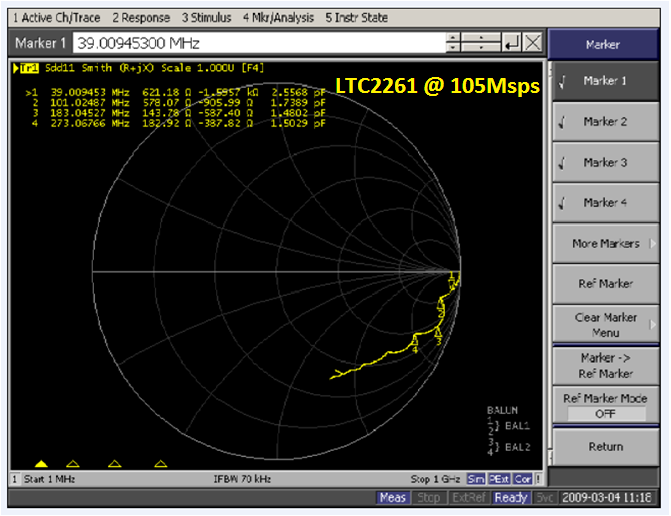 1 Active Ch/Trace 2 Response 3 Stimulus 4 Mkr/Analysis 5 Instr State
Marker 1 39.00945300 MHz
Marker
Tr1 Sdd11 Smith (R+jX) Scale 1.000U [F4]
LTC2261 @ 105Msps
>1 39.009453 MHz 621.18 Ω -1.5957 kΩ 2.5568 pF
2 101.02487 MHz 578.07 Ω -905.99 Ω 1.7389 pF
3 183.04527 MHz 143.78 Ω -587.40 Ω 1.4802 pF
4 273.06766 MHz 182.92 Ω -387.82 Ω 1.5029 pF
Marker 1
Marker 2
Marker 3
Marker 4
More Markers
Ref Marker
Clear Marker
Menu
Marker ->
Ref Marker
Ref Marker Mode
OFF
Return
1
2
3
4
BALUN
1
2} BAL1
3
4} BAL2
1 Start 1 MHz IFBW 70 kHz Stop 1 GHz Sim PExt Cor !
Meas Stop ExtRef Ready Svc 2009-03-04 11:18